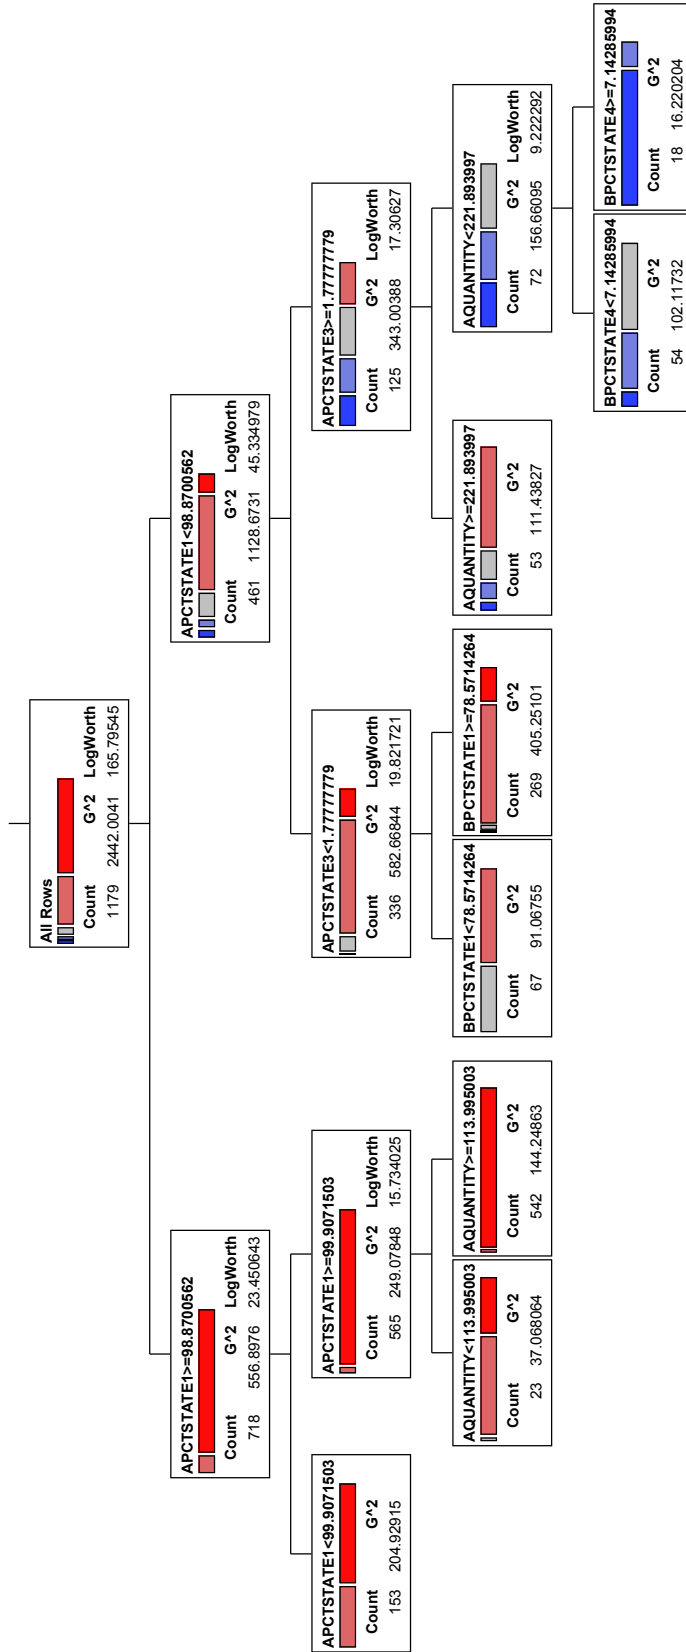 All Rows
Count G^2 LogWorth
1179 2442.0041 165.79545
APCTSTATE1>=98.8700562
Count G^2 LogWorth
718 556.8976 23.450643
APCTSTATE1<98.8700562
Count G^2 LogWorth
461 1128.6731 45.334979
APCTSTATE1<99.9071503
Count G^2
153 204.92915
APCTSTATE1>=99.9071503
Count G^2 LogWorth
565 249.07848 15.734025
APCTSTATE3<1.77777779
Count G^2 LogWorth
336 582.66844 19.821721
APCTSTATE3>=1.77777779
Count G^2 LogWorth
125 343.00388 17.30627
AQUANTITY<113.995003
Count G^2
23 37.068064
AQUANTITY>=113.995003
Count G^2
542 144.24863
BPCTSTATE1<78.5714264
Count G^2
67 91.06755
BPCTSTATE1>=78.5714264
Count G^2
269 405.25101
AQUANTITY>=221.893997
Count G^2
53 111.43827
AQUANTITY<221.893997
Count G^2 LogWorth
72 156.66095 9.222292
BPCTSTATE4<7.14285994
Count G^2
54 102.11732
BPCTSTATE4>=7.14285994
Count G^2
18 16.220204